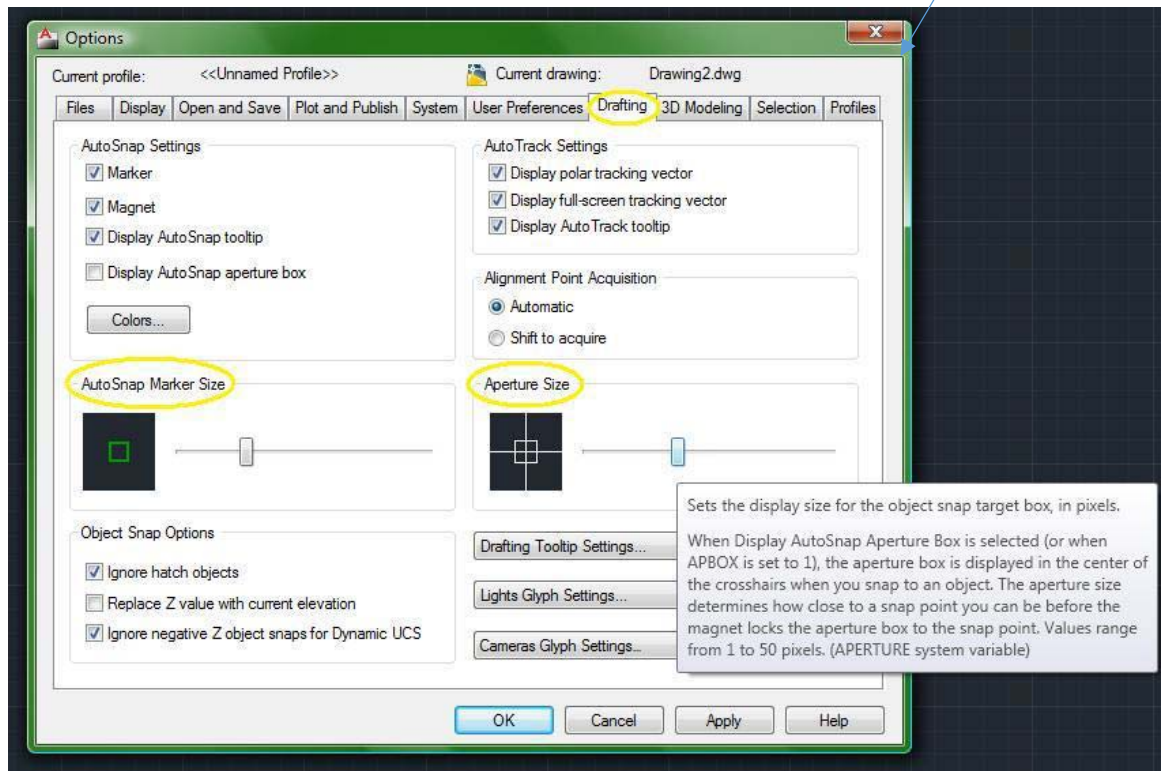 Options
Current profile: <<Unnamed Profile>> Current drawing: Drawing2.dwg
Files Display Open and Save Plot and Publish System User Preferences Drafting 3D Modeling Selection Profiles
AutoSnap Settings
Marker
Magnet
Display AutoSnap tooltip
Display AutoSnap aperture box
Colors...
AutoTrack Settings
Display polar tracking vector
Display full-screen tracking vector
Display AutoTrack tooltip
Alignment Point Acquisition
Automatic
Shift to acquire
AutoSnap Marker Size
Aperture Size
Object Snap Options
Ignore hatch objects
Replace Z value with current elevation
Ignore negative Z object snaps for Dynamic UCS
Drafting Tooltip Settings...
Lights Glyph Settings...
Cameras Glyph Settings...
Sets the display size for the object snap target box, in pixels.
When Display AutoSnap Aperture Box is selected (or when
APBOX is set to 1), the aperture box is displayed in the center of
the crosshairs when you snap to an object. The aperture size
determines how close to a snap point you can be before the
magnet locks the aperture box to the snap point. Values range
from 1 to 50 pixels. (APERTURE system variable)
OK Cancel Apply Help